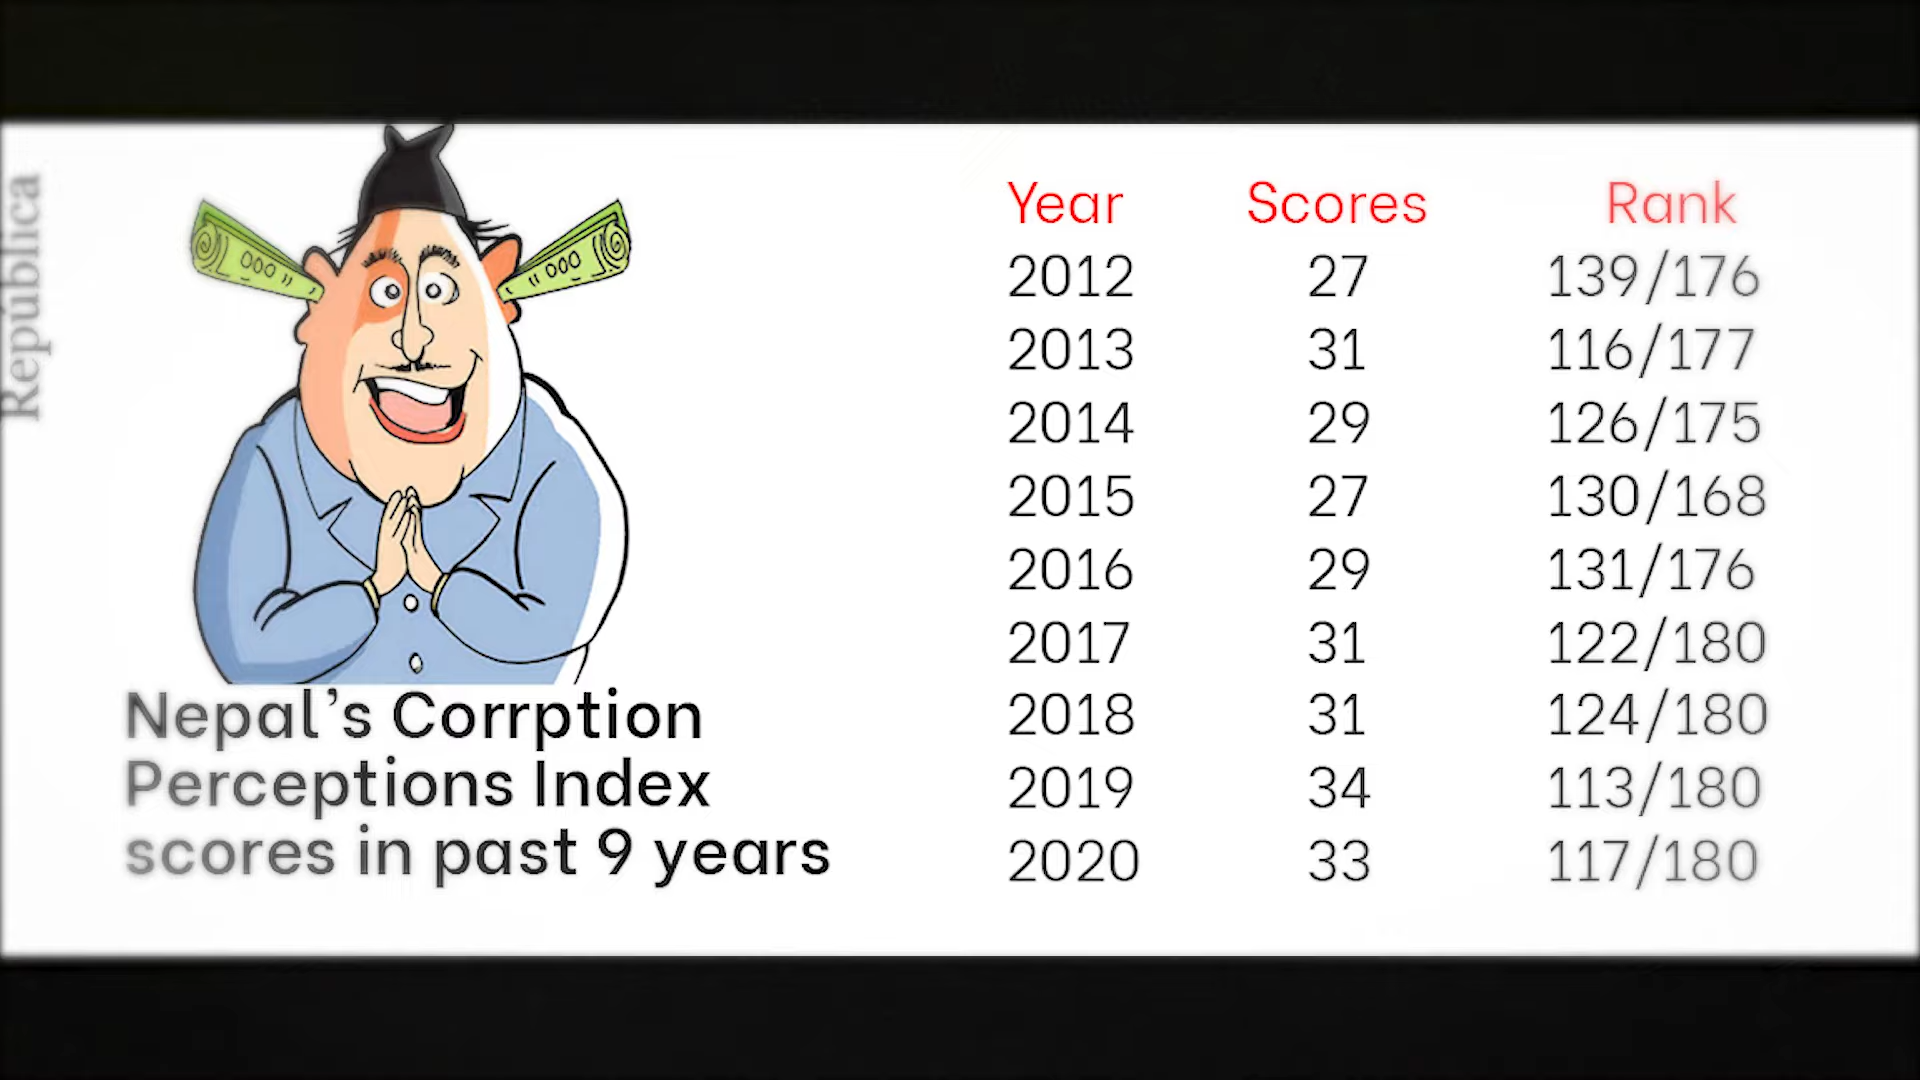 República
Nepal's Corrption
Perceptions Index
scores in past 9 years
Year Scores Rank
2012 27 139/176
2013 31 116/177
2014 29 126/175
2015 27 130/168
2016 29 131/176
2017 31 122/180
2018 31 124/180
2019 34 113/180
2020 33 117/180